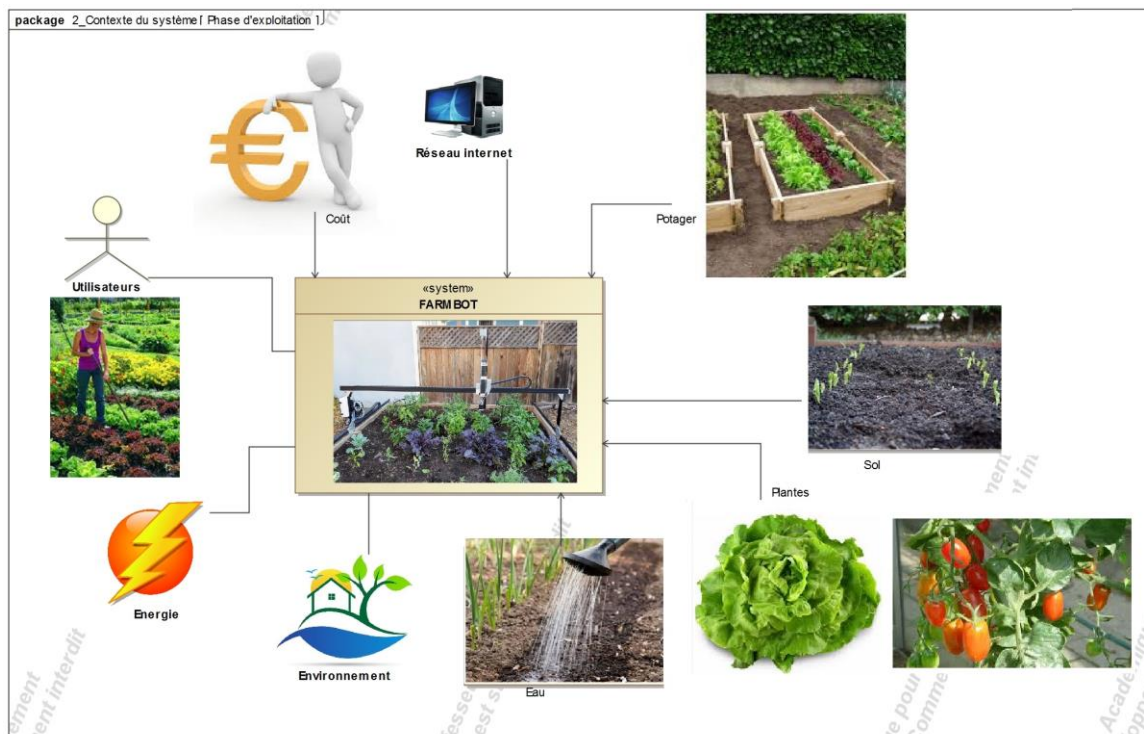 package 2_Contexte du système [ Phase d'exploitation ]
Coût
Réseau internet
Potager
Utilisateurs
«system»
FARMBOT
Sol
Plantes
Energie
Environnement
Eau